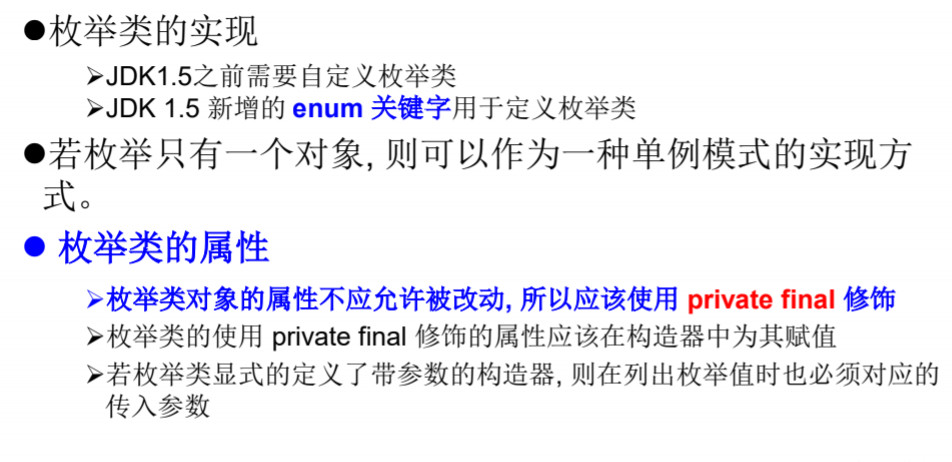 ●枚举类的实现
➢JDK1.5之前需要自定义枚举类
➢JDK 1.5 新增的 enum 关键字用于定义枚举类
●若枚举只有一个对象, 则可以作为一种单例模式的实现方
式。
● 枚举类的属性
➢枚举类对象的属性不应允许被改动, 所以应该使用 private final 修饰
➢枚举类的使用 private final 修饰的属性应该在构造器中为其赋值
➢若枚举类显式的定义了带参数的构造器, 则在列出枚举值时也必须对应的
传入参数